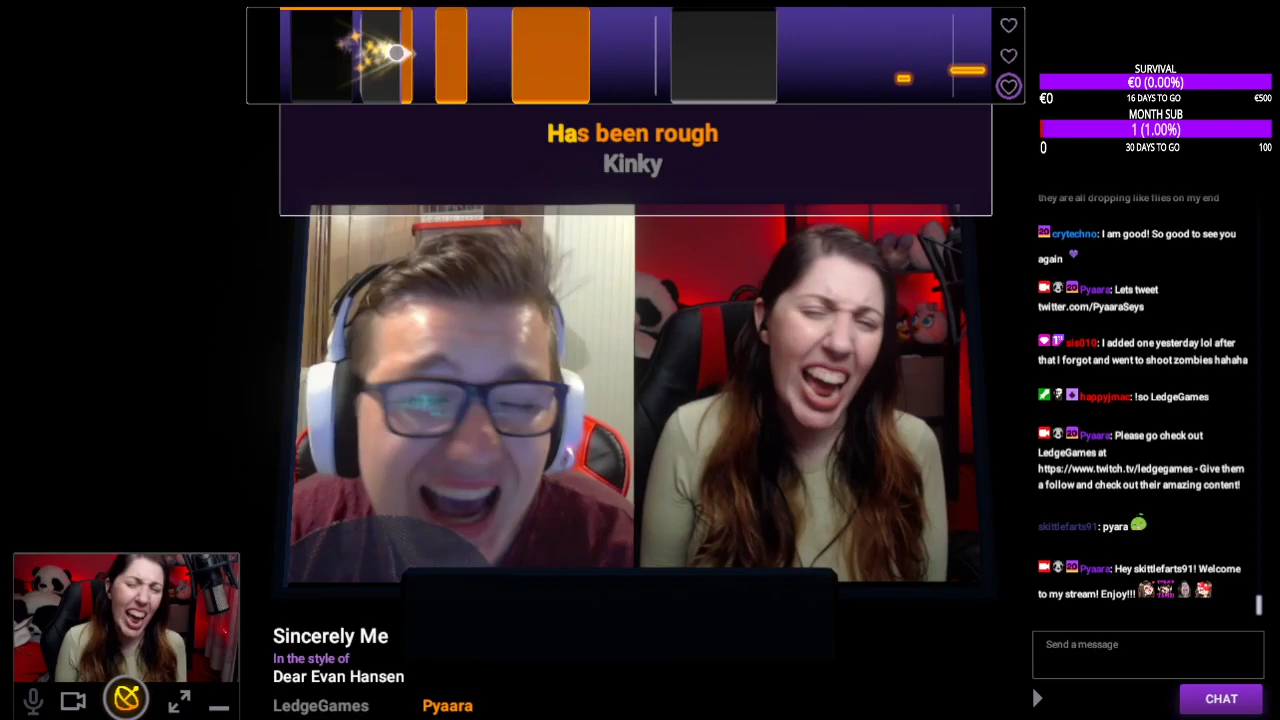 Has been rough
Kinky
SURVIVAL
€0 (0.00%)
€0 16 DAYS TO GO €500
MONTH SUB
1 (1.00%)
0 30 DAYS TO GO 100
they are all dropping like flies on my end
20 crytechno: I am good! So good to see you
again
20 Pyaara: Lets tweet
twitter.com/PyaaraSeys
sis010: I added one yesterday lol after
that I forgot and went to shoot zombies hahaha
happyjmac: !so LedgeGames
20 Pyaara: Please go check out
LedgeGames at
https://www.twitch.tv/ledgegames - Give them
a follow and check out their amazing content!
skittlefarts91: pyara
20 Pyaara: Hey skittlefarts91! Welcome
to my stream! Enjoy!!!
Send a message
CHAT
Sincerely Me
In the style of
Dear Evan Hansen
LedgeGames Pyaara